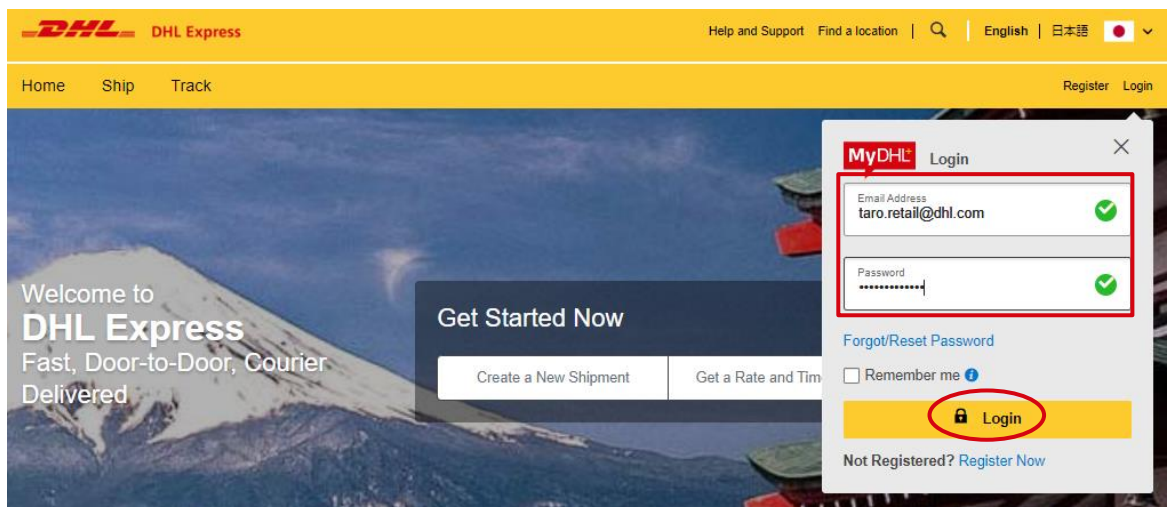 DHL DHL Express
Help and Support Find a location | English | 日本語
Home Ship Track
Register Login
MyDHL+ Login
Email Address
taro.retail@dhl.com
Password
•••••••••••••
Forgot/Reset Password
Remember me
Login
Not Registered? Register Now
Welcome to
DHL Express
Fast, Door-to-Door, Courier
Delivered
Get Started Now
Create a New Shipment
Get a Rate and Tim